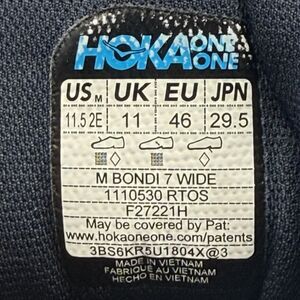 HOKA ONE ONE
US M UK EU JPN
11.5 2E 11 46 29.5
M BONDI 7 WIDE
1110530 RTOS
F27221H
May be covered by Pat:
www.hokaoneone.com/patents
3BS6KR5U1804X@3
MADE IN VIETNAM
FABRIQUÉ AU VIETNAM
HECHO EN VIETNAM